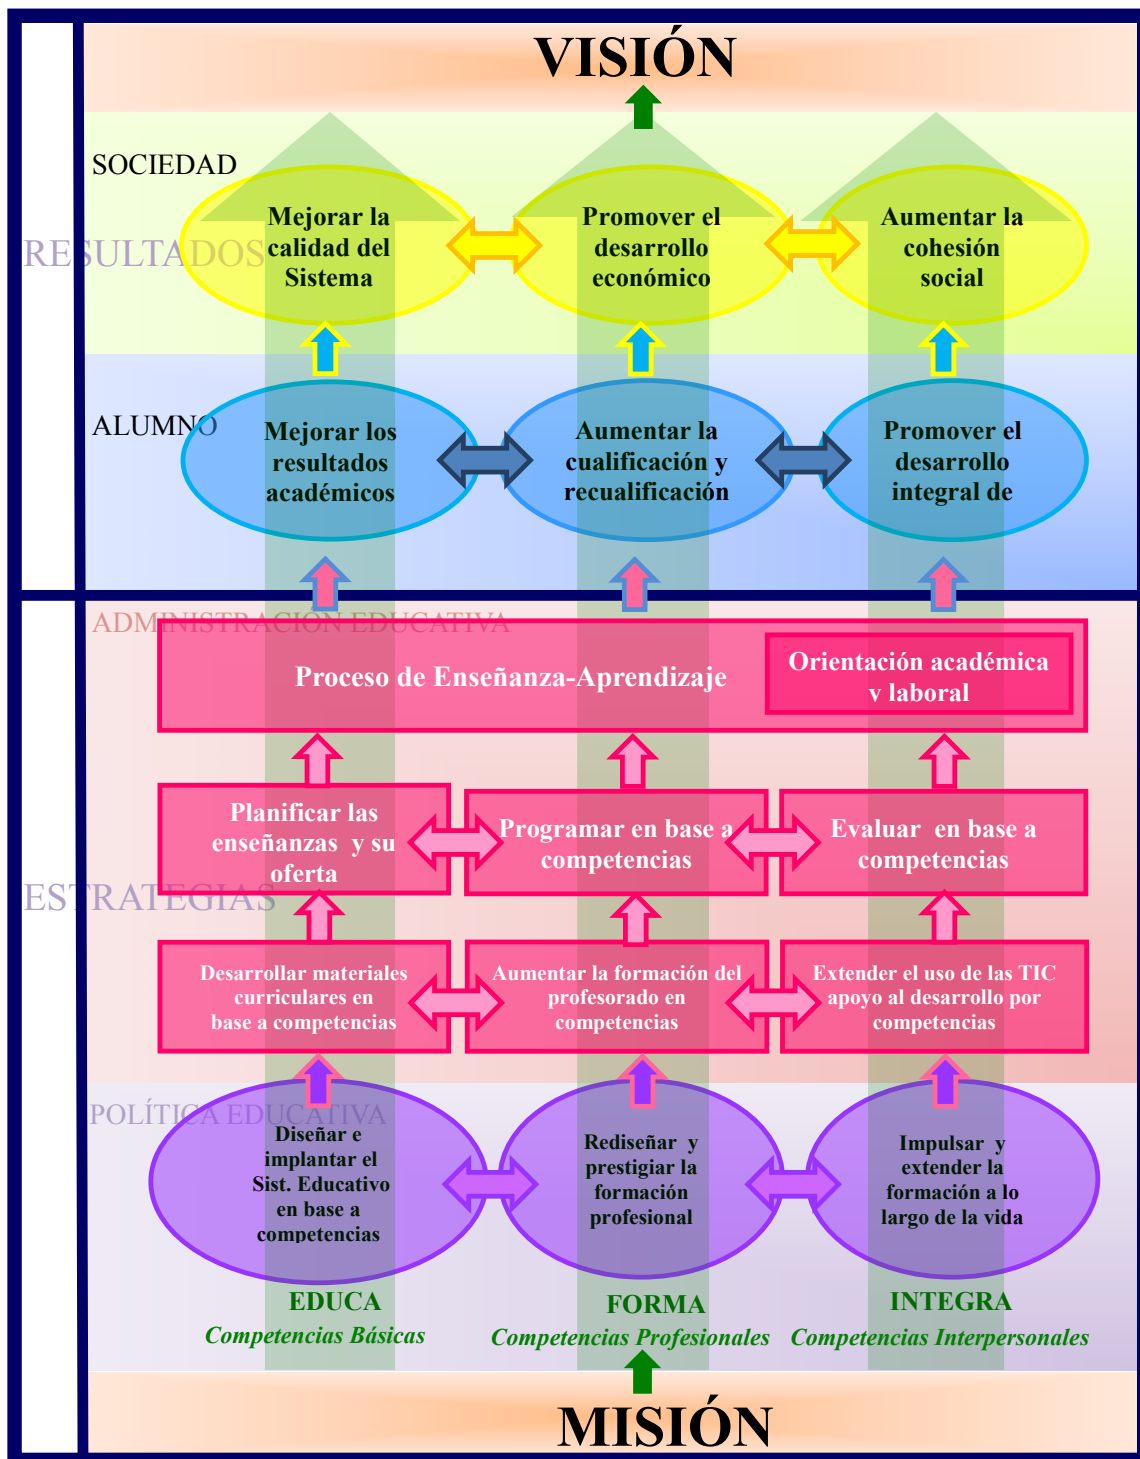 VISIÓN
SOCIEDAD
RESULTADOS
Mejorar la
calidad del
Sistema
Promover el
desarrollo
económico
Aumentar la
cohesión
social
ALUMNO
Mejorar los
resultados
académicos
Aumentar la
cualificación y
recualificación
Promover el
desarrollo
integral de
ADMINISTRACIÓN EDUCATIVA
Proceso de Enseñanza-Aprendizaje
Orientación académica
y laboral
ESTRATEGIAS
Planificar las
enseñanzas y su
oferta
Programar en base a
competencias
Evaluar en base a
competencias
Desarrollar materiales
curriculares en
base a competencias
Aumentar la formación del
profesorado en
competencias
Extender el uso de las TIC
apoyo al desarrollo por
competencias
POLÍTICA EDUCATIVA
Diseñar e
implantar el
Sist. Educativo
en base a
competencias
Rediseñar y
prestigiar la
formación
profesional
Impulsar y
extender la
formación a lo
largo de la vida
EDUCA
Competencias Básicas
FORMA
Competencias Profesionales
INTEGRA
Competencias Interpersonales
MISIÓN